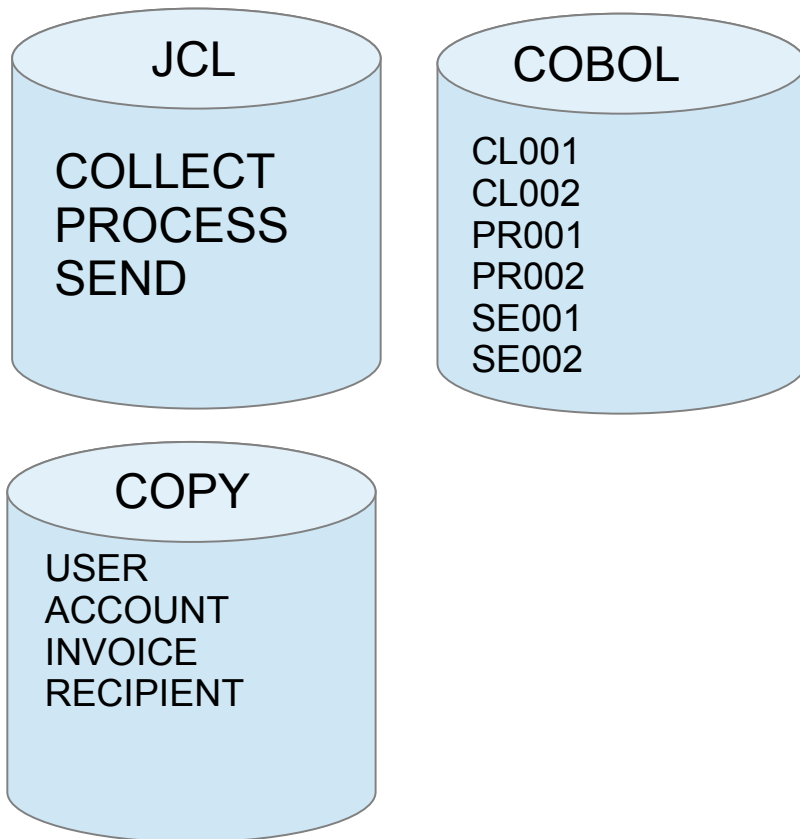 JCL
COLLECT
PROCESS
SEND
COBOL
CL001
CL002
PR001
PR002
SE001
SE002
COPY
USER
ACCOUNT
INVOICE
RECIPIENT